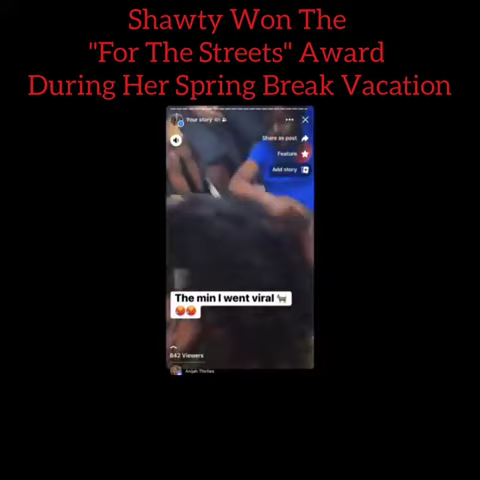 Shawty Won The
"For The Streets" Award
During Her Spring Break Vacation
Your story
Share as post
Feature
Add story
The min I went viral
842 Viewers